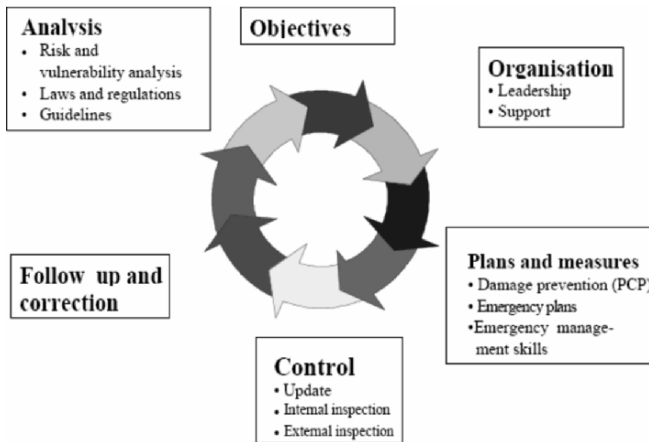 Analysis
• Risk and
vulnerability analysis
• Laws and regulations
• Guidelines
Objectives
Organisation
• Leadership
• Support
Plans and measures
• Damage prevention (PCP)
• Emergency plans
• Emergency manage-
ment skills
Control
• Update
• Internal inspection
• External inspection
Follow up and
correction